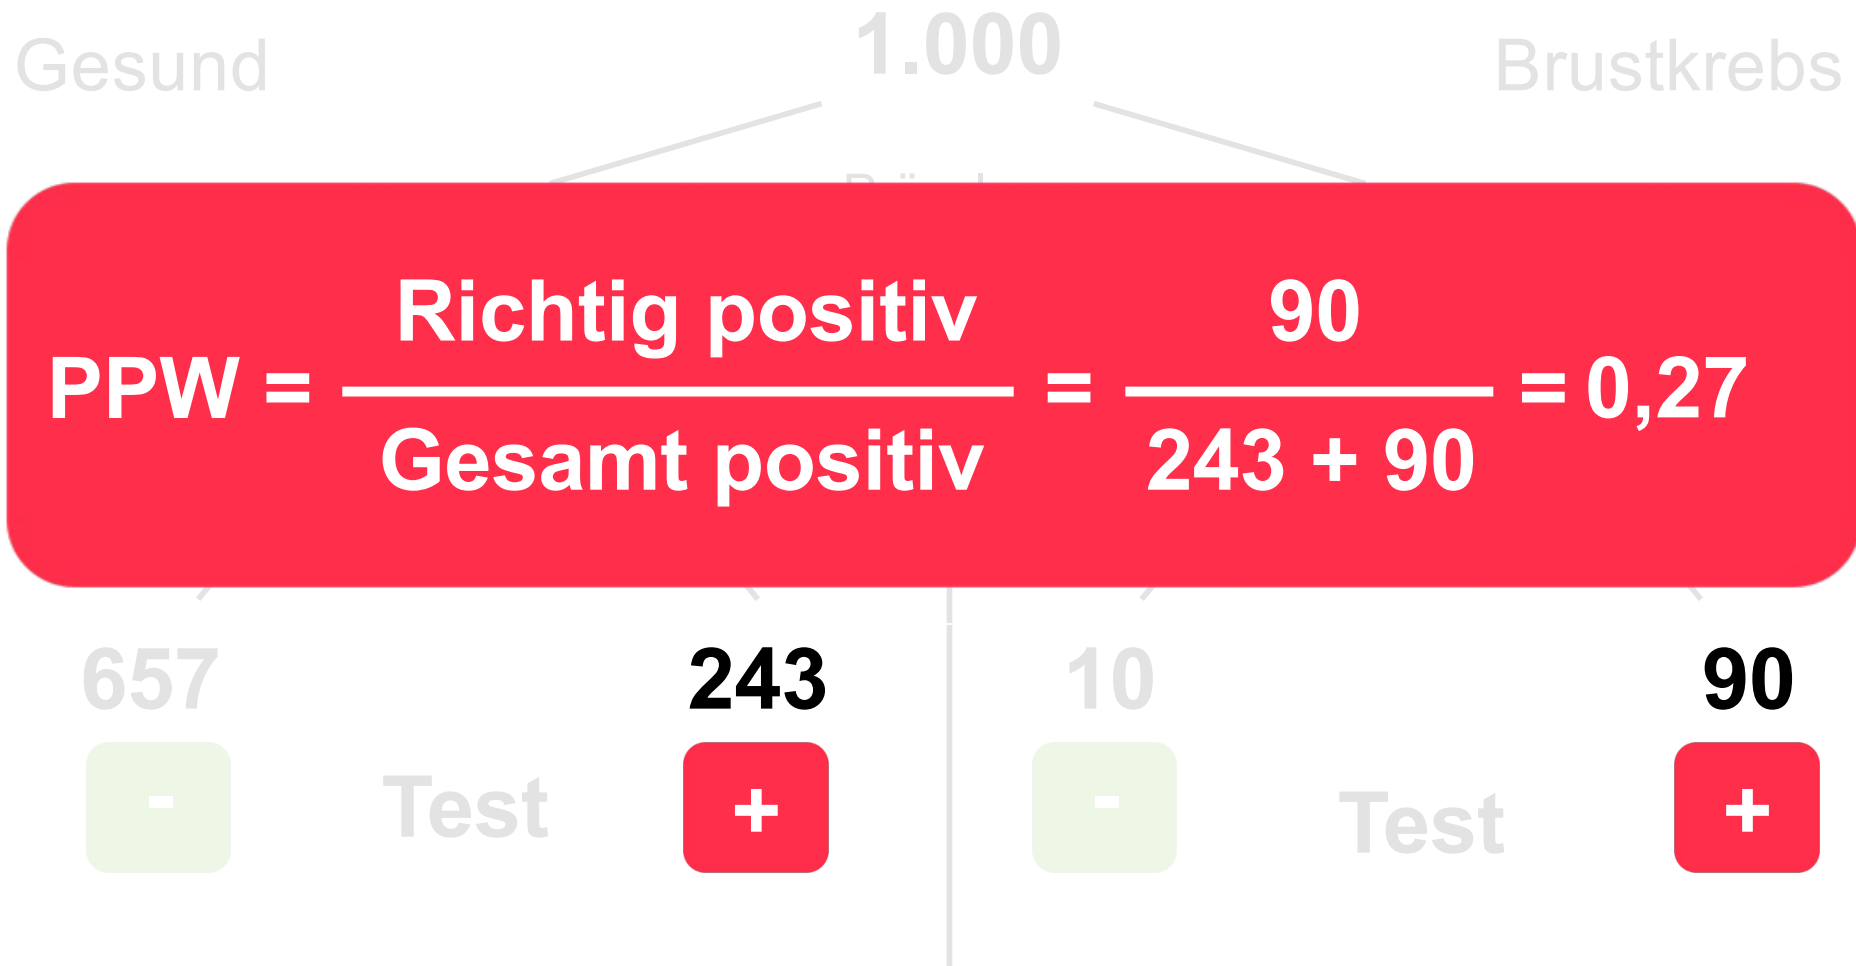 Gesund
1.000
Brustkrebs
PPW = Richtig positiv / Gesamt positiv = 90 / 243 + 90 = 0,27
657
243
10
90
- Test + - Test +